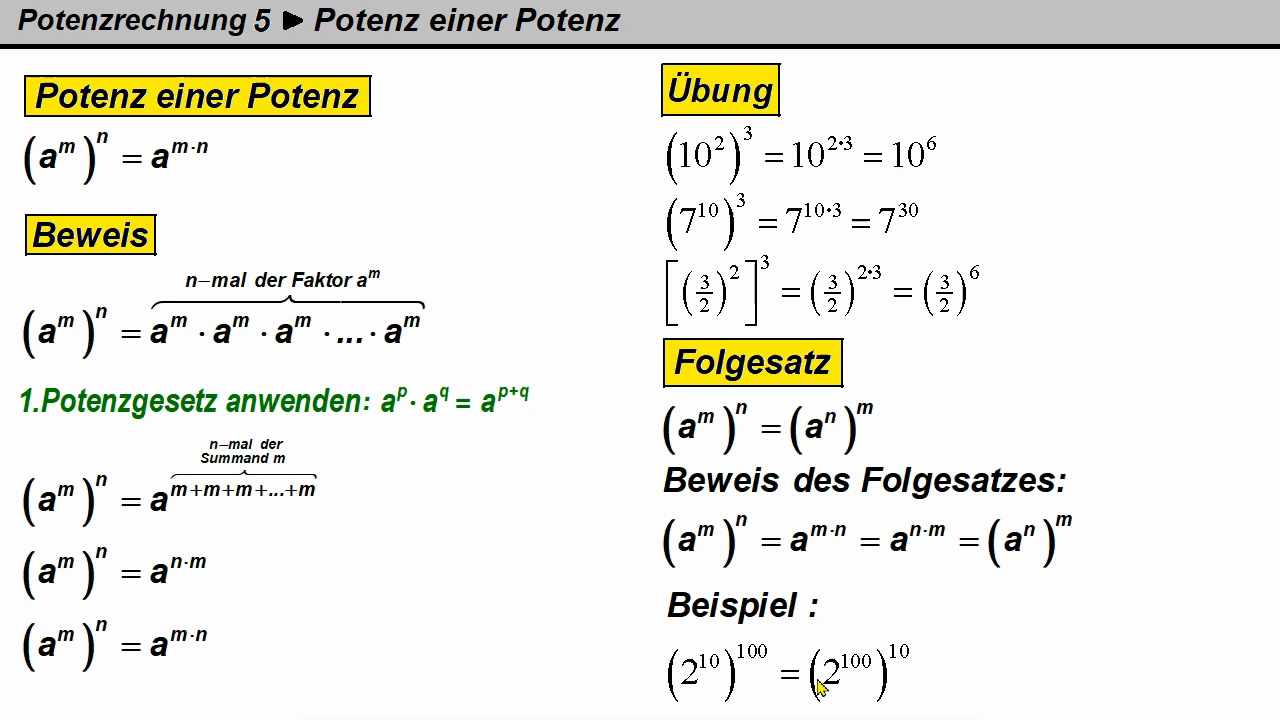 Potenzrechnung 5 ► Potenz einer Potenz
Potenz einer Potenz
(a^m)^n = a^(m·n)
Beweis
n–mal der Faktor a^m
(a^m)^n = a^m · a^m · a^m · ... · a^m
1.Potenzgesetz anwenden: a^p · a^q = a^(p+q)
n–mal der
Summand m
(a^m)^n = a^(m+m+m+...+m)
(a^m)^n = a^(n·m)
(a^m)^n = a^(m·n)
Übung
(10^2)^3 = 10^(2·3) = 10^6
(7^10)^3 = 7^(10·3) = 7^30
[(3/2)^2]^3 = (3/2)^(2·3) = (3/2)^6
Folgesatz
(a^m)^n = (a^n)^m
Beweis des Folgesatzes:
(a^m)^n = a^(m·n) = a^(n·m) = (a^n)^m
Beispiel :
(2^10)^100 = (2^100)^10